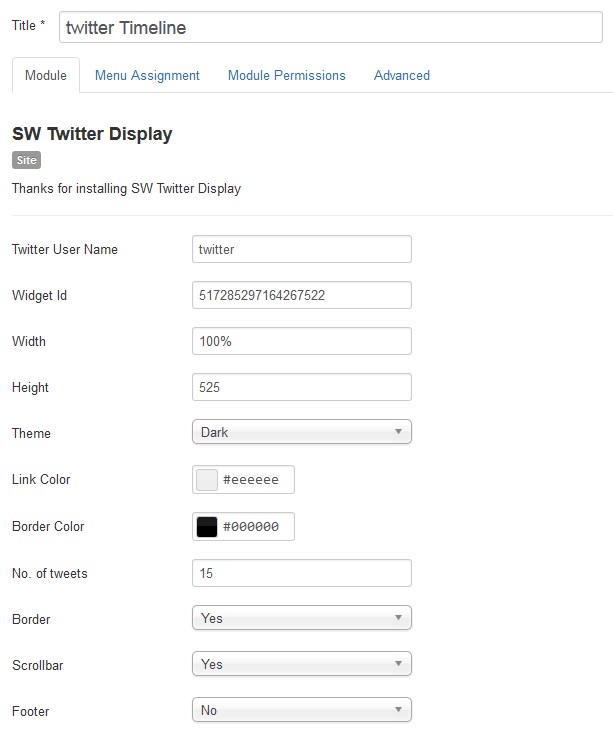 Title * twitter Timeline
Module Menu Assignment Module Permissions Advanced
SW Twitter Display
Site
Thanks for installing SW Twitter Display
Twitter User Name twitter
Widget Id 517285297164267522
Width 100%
Height 525
Theme Dark
Link Color #eeeeee
Border Color #000000
No. of tweets 15
Border Yes
Scrollbar Yes
Footer No